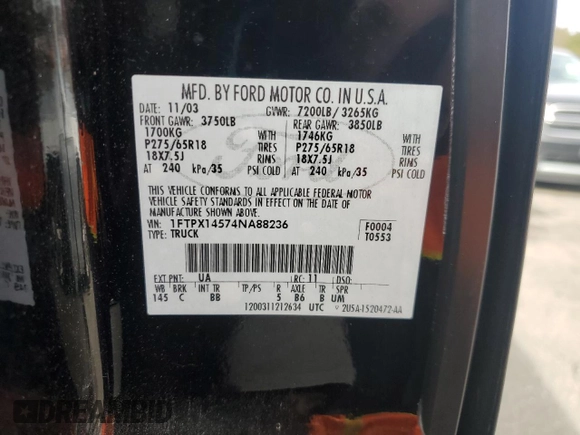 MFD. BY FORD MOTOR CO. IN U.S.A.
DATE: 11/03 GVWR: 7200LB/ 3265KG
FRONT GAWR: 3750LB REAR GAWR: 3850LB
1700KG WITH 1746KG WITH
P275/65R18 TIRES P275/65R18 TIRES
18X7.5J RIMS 18X7.5J RIMS
AT 240 kPa/35 PSI COLD AT 240 kPa/35 PSI COLD
THIS VEHICLE CONFORMS TO ALL APPLICABLE FEDERAL MOTOR
VEHICLE SAFETY STANDARDS IN EFFECT ON THE DATE OF
MANUFACTURE SHOWN ABOVE.
VIN: 1FTPX14574NA88236 F0004
TYPE: TRUCK T0553
EXT PNT: UA RC: 11 DSO:
WB BRK INT TR TP/PS R AXLE TR SPR
145 C BB 5 B6 B UM
1200311212634 UTC 2U5A-1520472-AA
DREAMBID